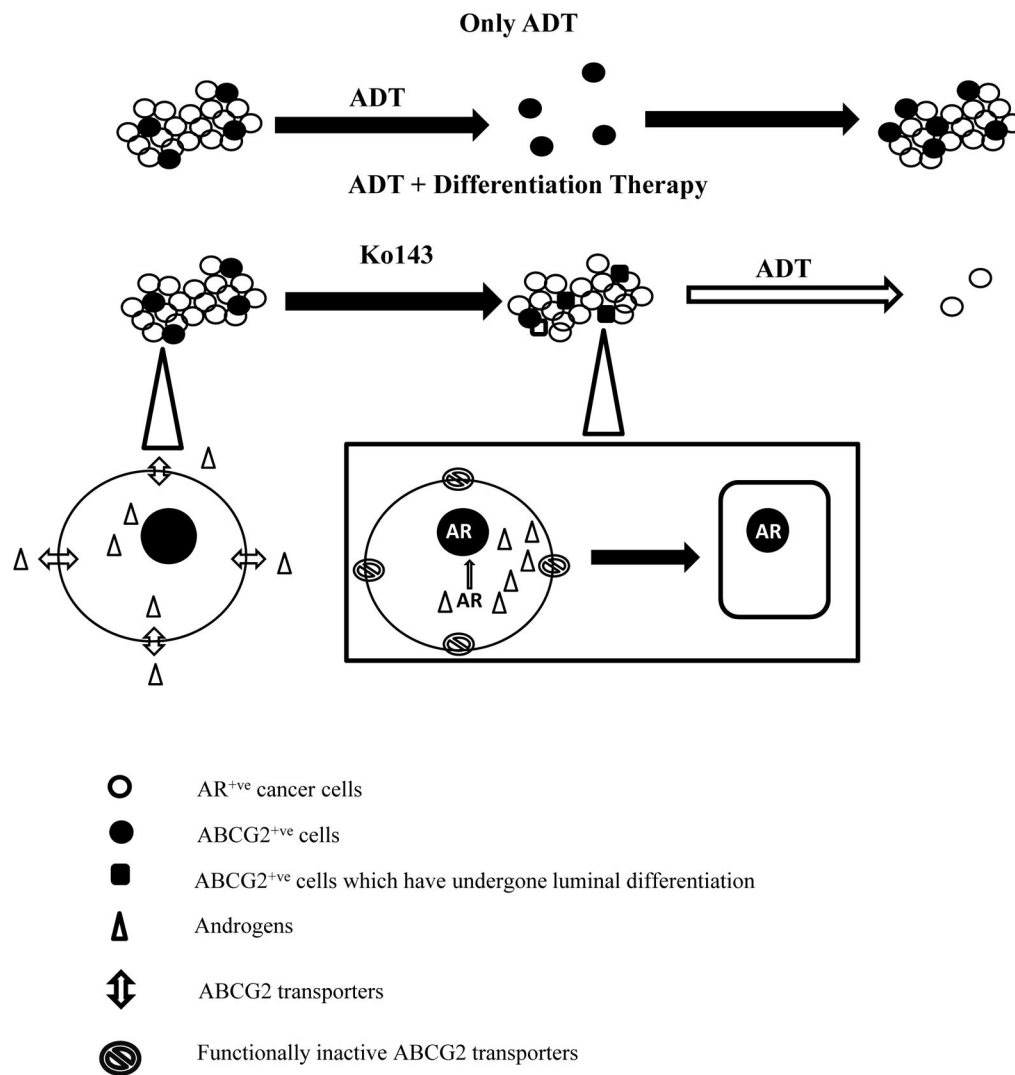 Only ADT
ADT
ADT + Differentiation Therapy
Ko143
ADT
AR
AR
AR
AR+ve cancer cells
ABCG2+ve cells
ABCG2+ve cells which have undergone luminal differentiation
Androgens
ABCG2 transporters
Functionally inactive ABCG2 transporters